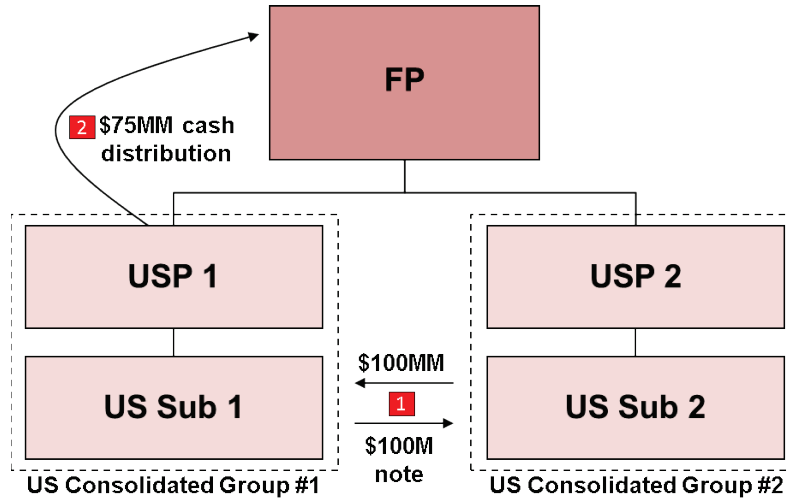 FP
2 $75MM cash
distribution
USP 1
USP 2
US Sub 1
US Sub 2
$100MM
1
$100M
note
US Consolidated Group #1
US Consolidated Group #2